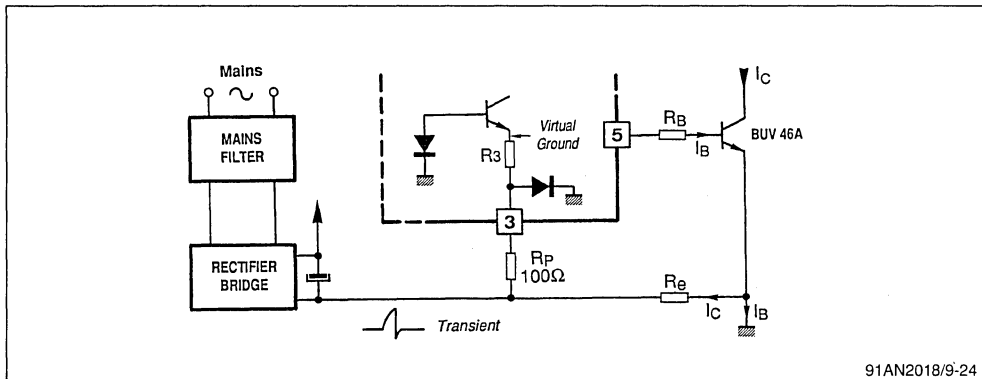 Mains
MAINS
FILTER
RECTIFIER
BRIDGE
Transient
Virtual
Ground
R3
3
RP
100Ω
5
RB
IB
IC
BUV 46A
Re
IC
IB
91AN2018/9-24